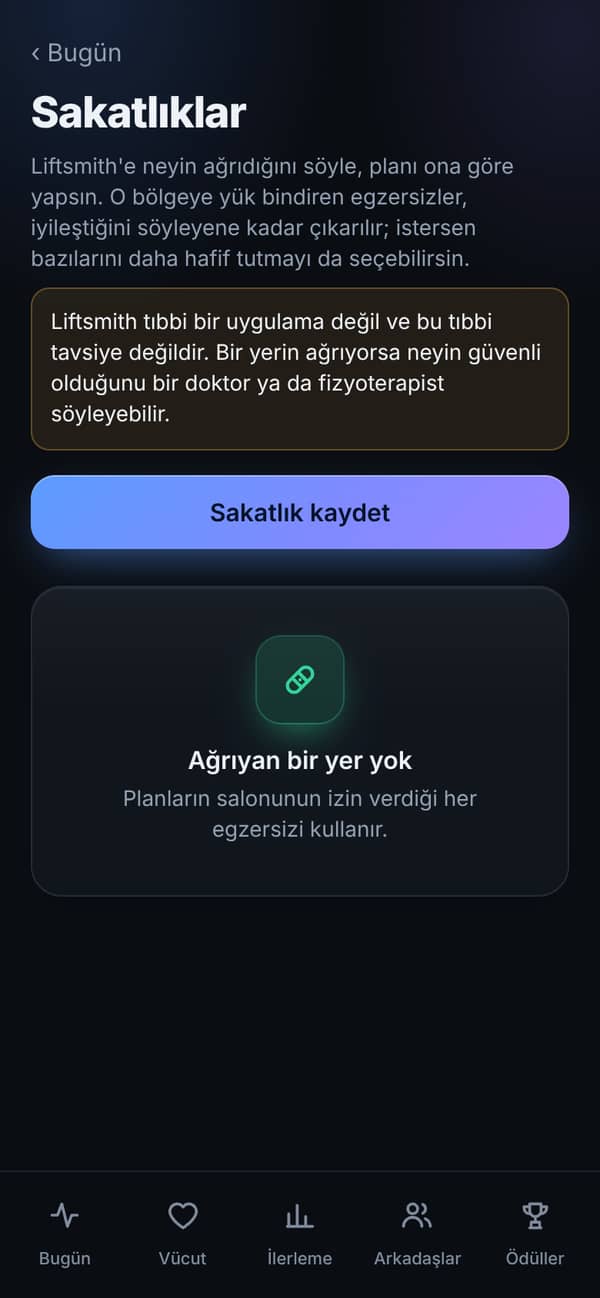 ‹ Bugün
Sakatlıklar
Liftsmith'e neyin ağrıdığını söyle, planı ona göre
yapsın. O bölgeye yük bindiren egzersizler,
iyileştiğini söyleyene kadar çıkarılır; istersen
bazılarını daha hafif tutmayı da seçebilirsin.
Liftsmith tıbbi bir uygulama değil ve bu tıbbi
tavsiye değildir. Bir yerin ağrıyorsa neyin güvenli
olduğunu bir doktor ya da fizyoterapist
söyleyebilir.
Sakatlık kaydet
Ağrıyan bir yer yok
Planların salonunun izin verdiği her
egzersizi kullanır.
Bugün
Vücut
İlerleme
Arkadaşlar
Ödüller